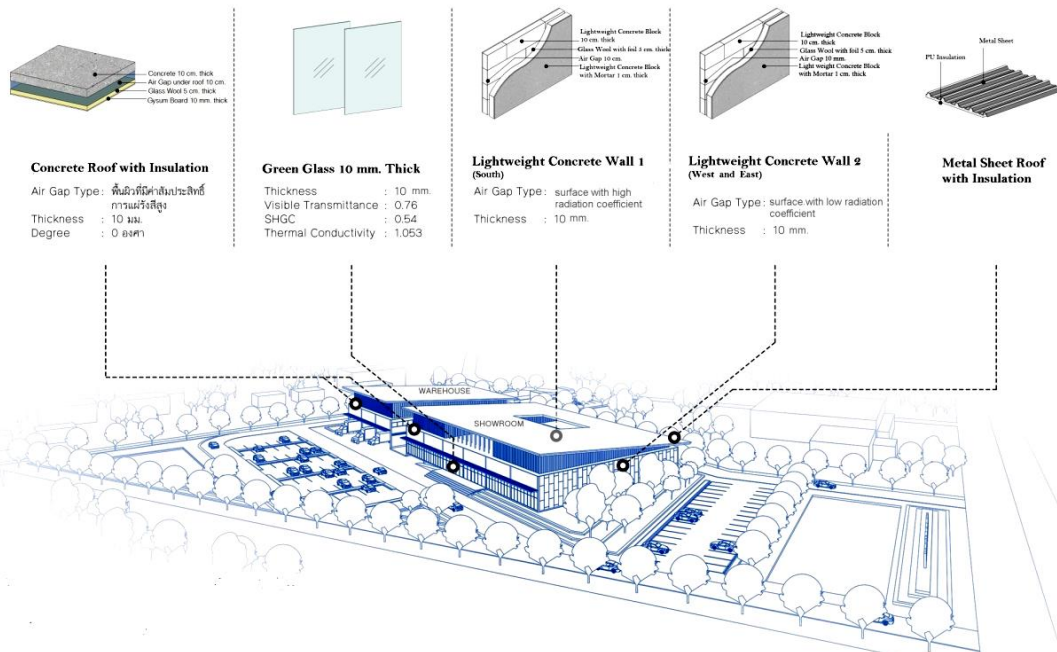 Concrete 10 cm. thick
Air Gap under roof 10 cm.
Glass Wool 5 cm. thick
Gysum Board 10 mm. thick
Concrete Roof with Insulation
Air Gap Type : พื้นผิวที่มีค่าสัมประสิทธิ์
การแผ่รังสีสูง
Thickness : 10 มม.
Degree : 0 องศา
Green Glass 10 mm. Thick
Thickness : 10 mm.
Visible Transmittance : 0.76
SHGC : 0.54
Thermal Conductivity : 1.053
Lightweight Concrete Block
10 cm. thick
Glass Wool with foil 5 cm. thick
Air Gap 10 cm.
Lightweight Concrete Block
with Mortar 1 cm. thick
Lightweight Concrete Wall 1
(South)
Air Gap Type : surface with high
radiation coefficient
Thickness : 10 mm.
Lightweight Concrete Block
10 cm. thick
Glass Wool with foil 5 cm. thick
Air Gap 10 mm.
Light weight Concrete Block
with Mortar 1 cm. thick
Lightweight Concrete Wall 2
(West and East)
Air Gap Type : surface with low radiation
coefficient
Thickness : 10 mm.
Metal Sheet
PU Insulation
Metal Sheet Roof
with Insulation
WAREHOUSE
SHOWROOM